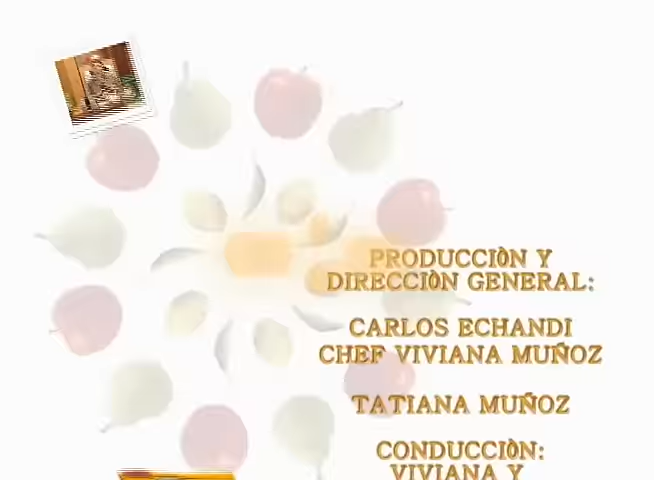 PRODUCCIÒN Y
DIRECCIÒN GENERAL:
CARLOS ECHANDI
CHEF VIVIANA MUÑOZ
TATIANA MUÑOZ
CONDUCCIÒN:
VIVIANA Y